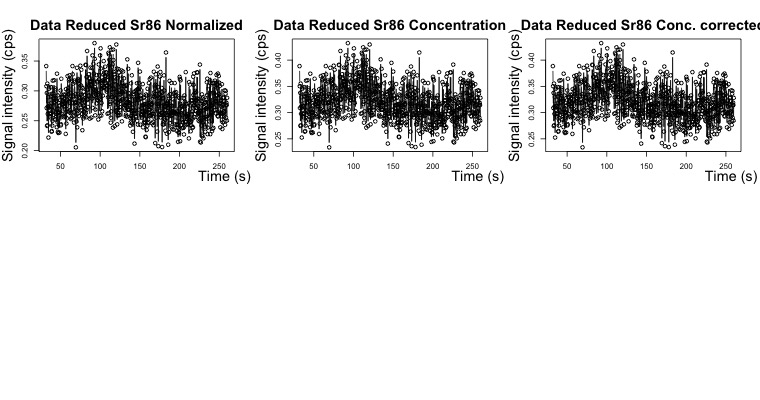 Data Reduced Sr86 Normalized
Signal intensity (cps)
0.35
0.30
0.25
0.20
50 100 150 200 250
Time (s)
Data Reduced Sr86 Concentration
Signal intensity (cps)
0.40
0.35
0.30
0.25
50 100 150 200 250
Time (s)
Data Reduced Sr86 Conc. corrected
Signal intensity (cps)
0.40
0.35
0.30
0.25
50 100 150 200 250
Time (s)